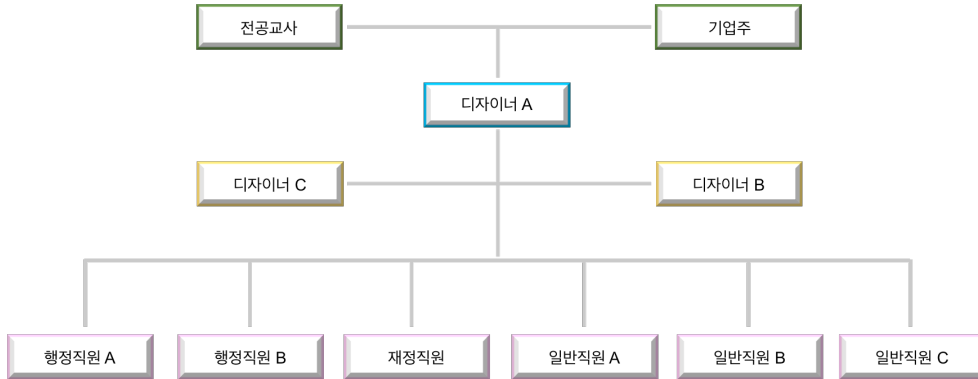 전공교사
기업주
디자이너 A
디자이너 C
디자이너 B
행정직원 A
행정직원 B
재정직원
일반직원 A
일반직원 B
일반직원 C